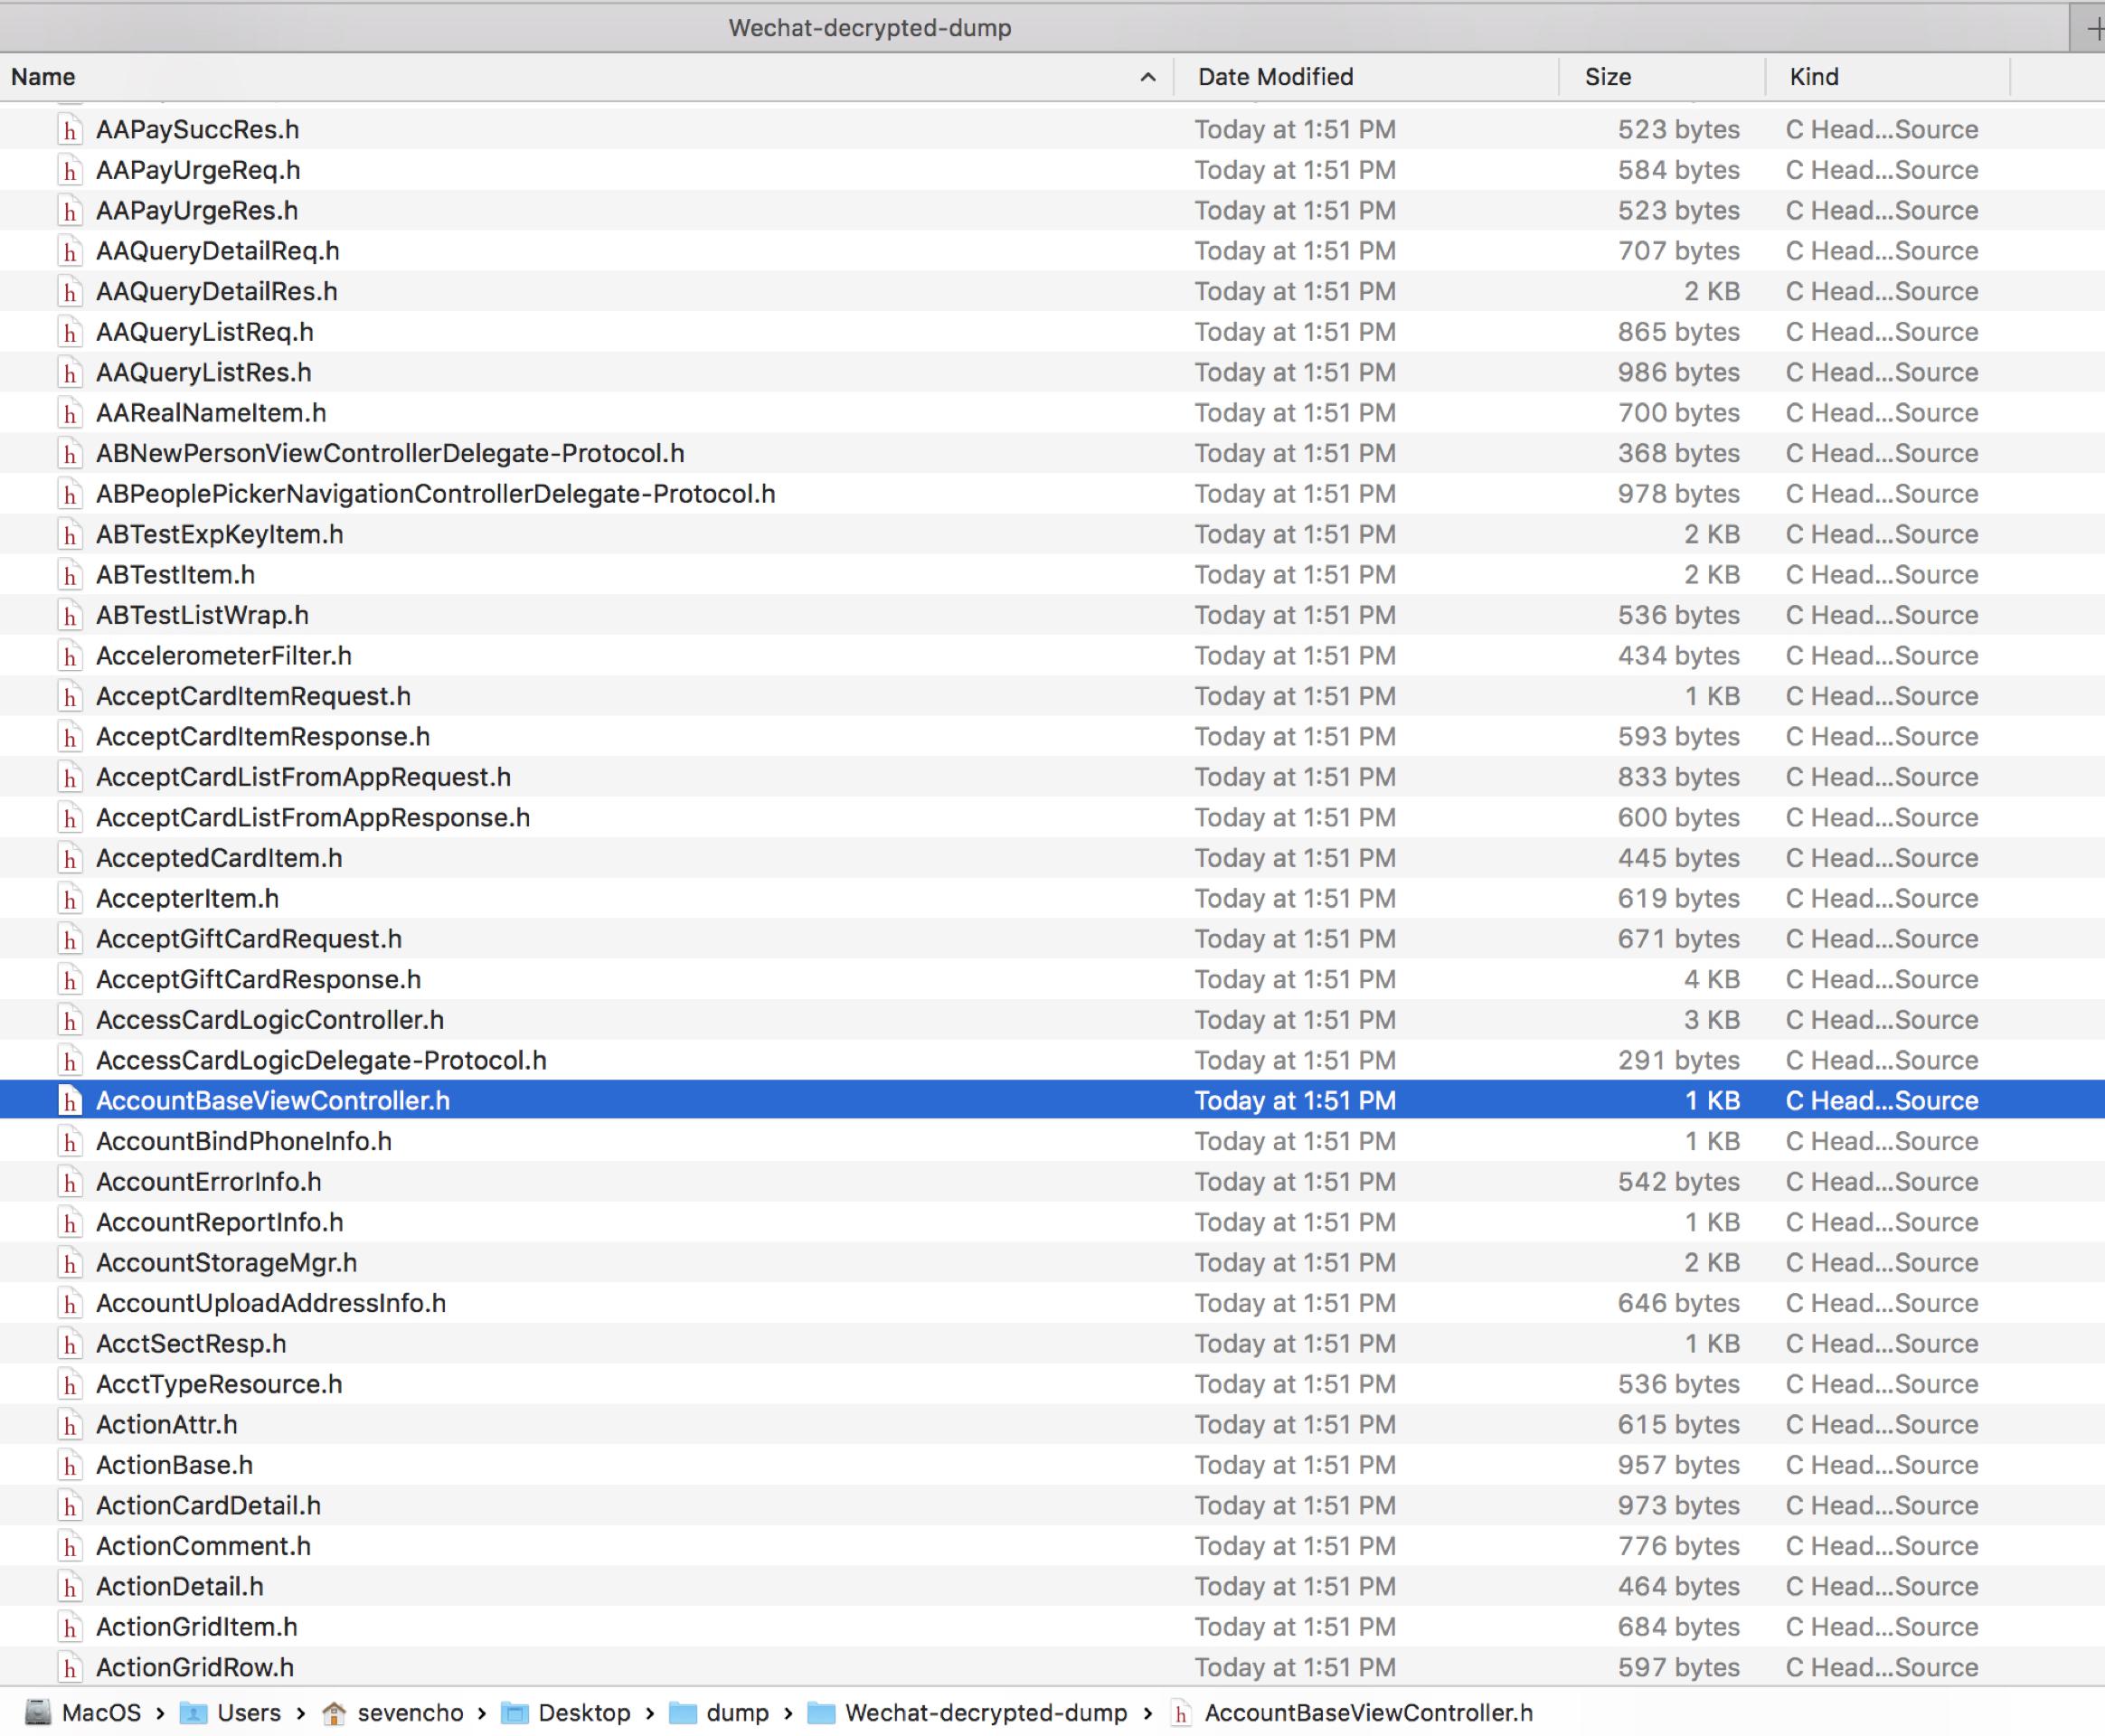 Wechat-decrypted-dump
Name Date Modified Size Kind
AAPaySuccRes.h Today at 1:51 PM 523 bytes C Head...Source
AAPayUrgeReq.h Today at 1:51 PM 584 bytes C Head...Source
AAPayUrgeRes.h Today at 1:51 PM 523 bytes C Head...Source
AAQueryDetailReq.h Today at 1:51 PM 707 bytes C Head...Source
AAQueryDetailRes.h Today at 1:51 PM 2 KB C Head...Source
AAQueryListReq.h Today at 1:51 PM 865 bytes C Head...Source
AAQueryListRes.h Today at 1:51 PM 986 bytes C Head...Source
AARealNameItem.h Today at 1:51 PM 700 bytes C Head...Source
ABNewPersonViewControllerDelegate-Protocol.h Today at 1:51 PM 368 bytes C Head...Source
ABPeoplePickerNavigationControllerDelegate-Protocol.h Today at 1:51 PM 978 bytes C Head...Source
ABTestExpKeyItem.h Today at 1:51 PM 2 KB C Head...Source
ABTestItem.h Today at 1:51 PM 2 KB C Head...Source
ABTestListWrap.h Today at 1:51 PM 536 bytes C Head...Source
AccelerometerFilter.h Today at 1:51 PM 434 bytes C Head...Source
AcceptCardItemRequest.h Today at 1:51 PM 1 KB C Head...Source
AcceptCardItemResponse.h Today at 1:51 PM 593 bytes C Head...Source
AcceptCardListFromAppRequest.h Today at 1:51 PM 833 bytes C Head...Source
AcceptCardListFromAppResponse.h Today at 1:51 PM 600 bytes C Head...Source
AcceptedCardItem.h Today at 1:51 PM 445 bytes C Head...Source
AccepterItem.h Today at 1:51 PM 619 bytes C Head...Source
AcceptGiftCardRequest.h Today at 1:51 PM 671 bytes C Head...Source
AcceptGiftCardResponse.h Today at 1:51 PM 4 KB C Head...Source
AccessCardLogicController.h Today at 1:51 PM 3 KB C Head...Source
AccessCardLogicDelegate-Protocol.h Today at 1:51 PM 291 bytes C Head...Source
AccountBaseViewController.h Today at 1:51 PM 1 KB C Head...Source
AccountBindPhoneInfo.h Today at 1:51 PM 1 KB C Head...Source
AccountErrorInfo.h Today at 1:51 PM 542 bytes C Head...Source
AccountReportInfo.h Today at 1:51 PM 1 KB C Head...Source
AccountStorageMgr.h Today at 1:51 PM 2 KB C Head...Source
AccountUploadAddressInfo.h Today at 1:51 PM 646 bytes C Head...Source
AcctSectResp.h Today at 1:51 PM 1 KB C Head...Source
AcctTypeResource.h Today at 1:51 PM 536 bytes C Head...Source
ActionAttr.h Today at 1:51 PM 615 bytes C Head...Source
ActionBase.h Today at 1:51 PM 957 bytes C Head...Source
ActionCardDetail.h Today at 1:51 PM 973 bytes C Head...Source
ActionComment.h Today at 1:51 PM 776 bytes C Head...Source
ActionDetail.h Today at 1:51 PM 464 bytes C Head...Source
ActionGridItem.h Today at 1:51 PM 684 bytes C Head...Source
ActionGridRow.h Today at 1:51 PM 597 bytes C Head...Source
MacOS › Users › sevencho › Desktop › dump › Wechat-decrypted-dump › AccountBaseViewController.h